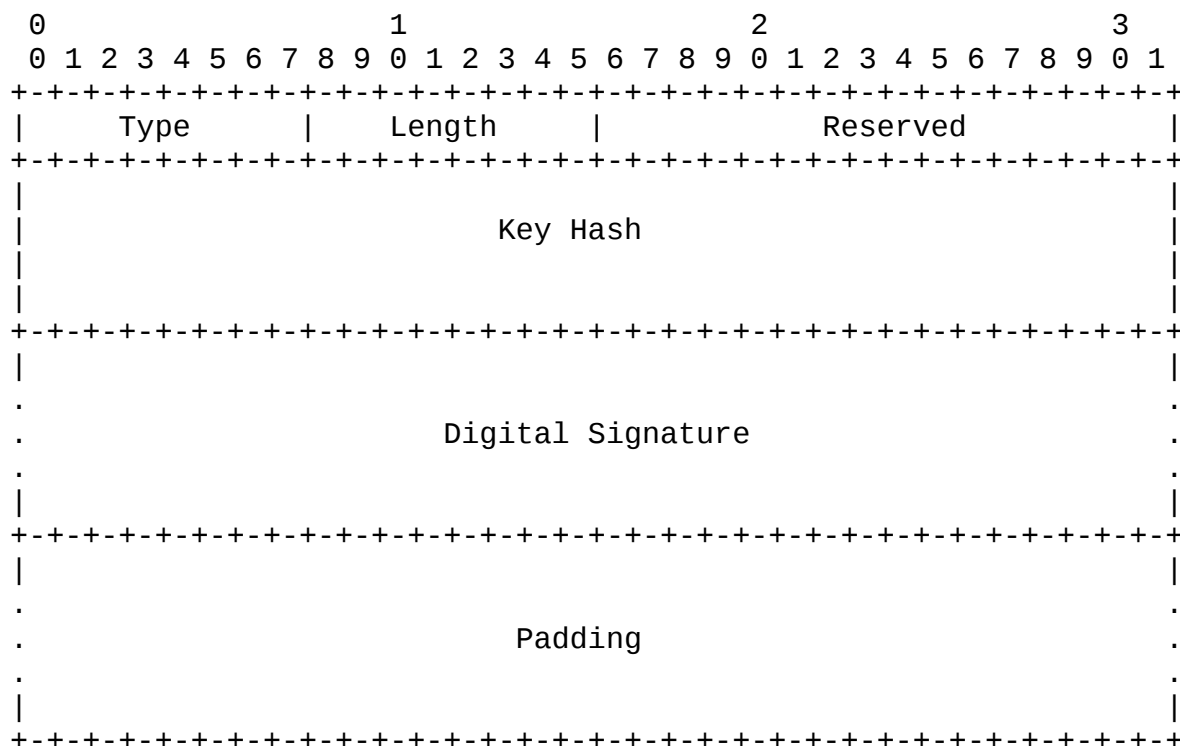 0                   1                   2                   3
 0 1 2 3 4 5 6 7 8 9 0 1 2 3 4 5 6 7 8 9 0 1 2 3 4 5 6 7 8 9 0 1
+-+-+-+-+-+-+-+-+-+-+-+-+-+-+-+-+-+-+-+-+-+-+-+-+-+-+-+-+-+-+-+-+
|     Type      |    Length     |            Reserved           |
+-+-+-+-+-+-+-+-+-+-+-+-+-+-+-+-+-+-+-+-+-+-+-+-+-+-+-+-+-+-+-+-+
|                                                               |
|                          Key Hash                             |
|                                                               |
|                                                               |
+-+-+-+-+-+-+-+-+-+-+-+-+-+-+-+-+-+-+-+-+-+-+-+-+-+-+-+-+-+-+-+-+
|                                                               |
.                                                               .
.                       Digital Signature                       .
.                                                               .
|                                                               |
+-+-+-+-+-+-+-+-+-+-+-+-+-+-+-+-+-+-+-+-+-+-+-+-+-+-+-+-+-+-+-+-+
|                                                               |
.                                                               .
.                           Padding                             .
.                                                               .
|                                                               |
+-+-+-+-+-+-+-+-+-+-+-+-+-+-+-+-+-+-+-+-+-+-+-+-+-+-+-+-+-+-+-+-+